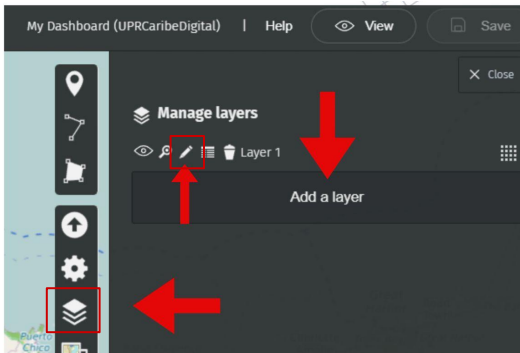 My Dashboard (UPRCaribeDigital) | Help View Save
Close
Manage layers
Layer 1
Add a layer
Puerto
Chico